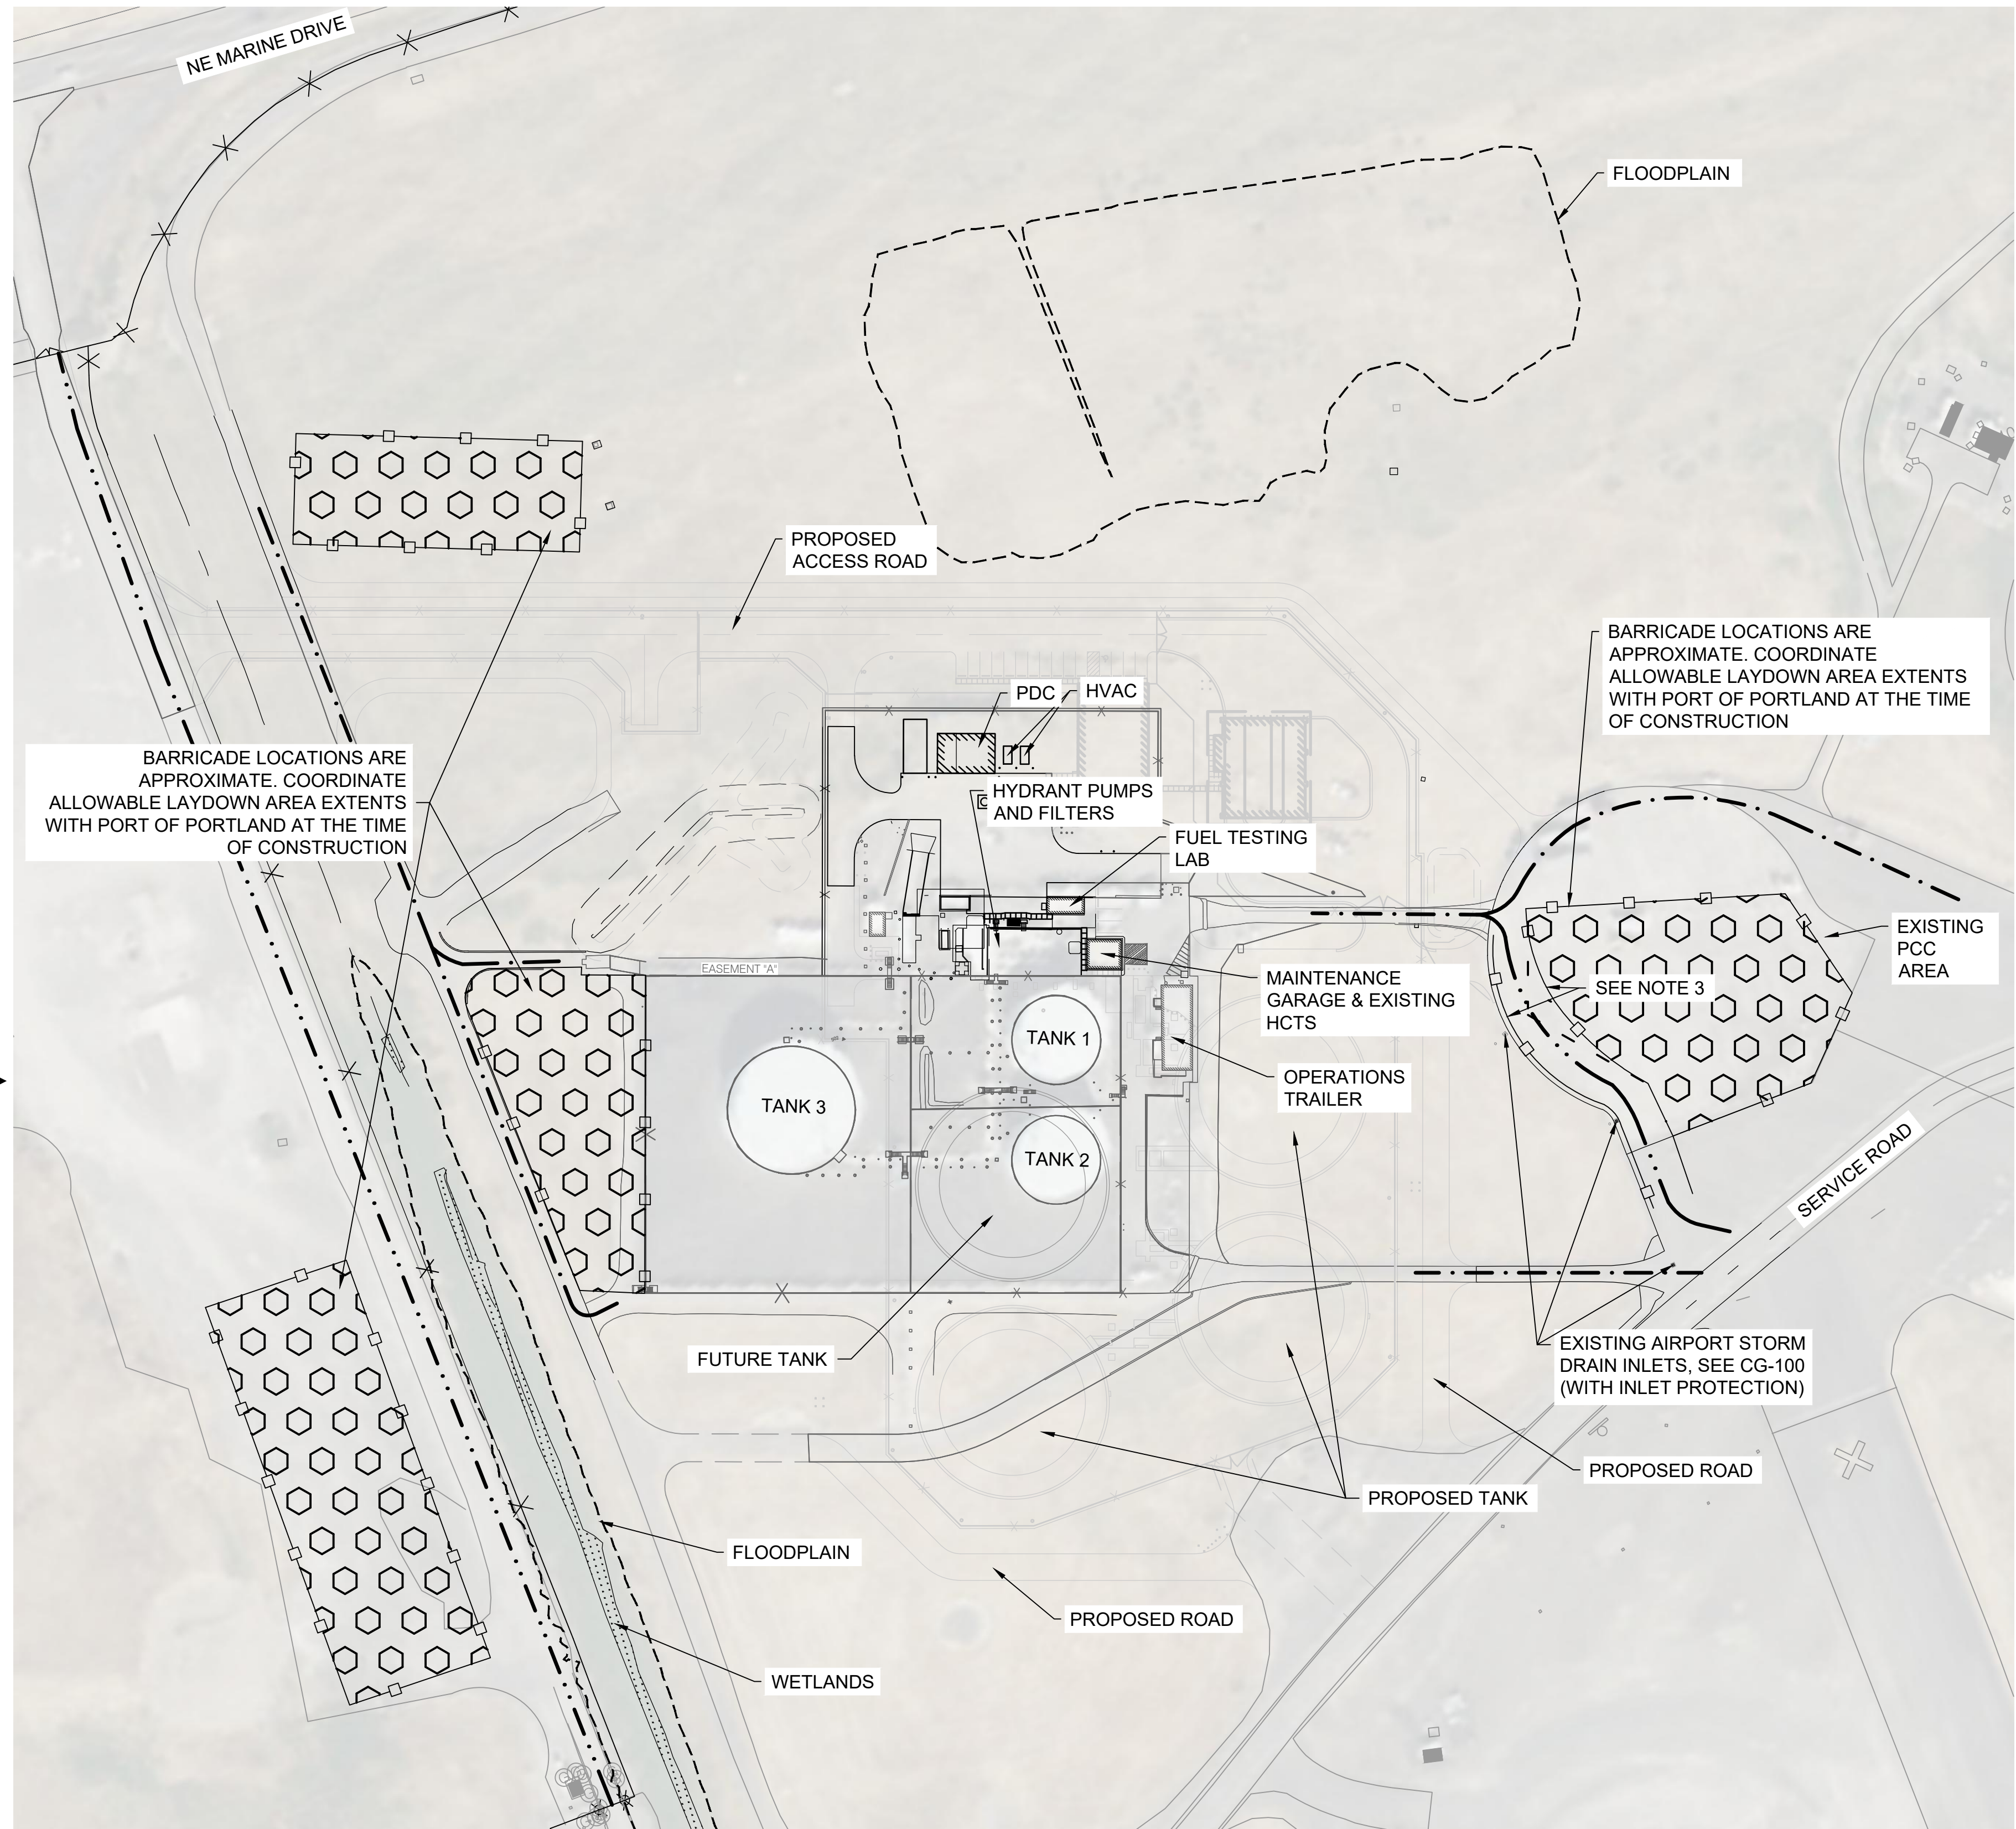 NE MARINE DRIVE
FLOODPLAIN
PROPOSED
ACCESS ROAD
BARRICADE LOCATIONS ARE
APPROXIMATE. COORDINATE
ALLOWABLE LAYDOWN AREA EXTENTS
WITH PORT OF PORTLAND AT THE TIME
OF CONSTRUCTION
PDC
HVAC
BARRICADE LOCATIONS ARE
APPROXIMATE. COORDINATE
ALLOWABLE LAYDOWN AREA EXTENTS
WITH PORT OF PORTLAND AT THE TIME
OF CONSTRUCTION
HYDRANT PUMPS
AND FILTERS
FUEL TESTING
LAB
EXISTING
PCC
AREA
EASEMENT "A"
MAINTENANCE
GARAGE & EXISTING
HCTS
SEE NOTE 3
TANK 1
OPERATIONS
TRAILER
TANK 3
TANK 2
SERVICE ROAD
FUTURE TANK
EXISTING AIRPORT STORM
DRAIN INLETS, SEE CG-100
(WITH INLET PROTECTION)
PROPOSED ROAD
PROPOSED TANK
FLOODPLAIN
PROPOSED ROAD
WETLANDS